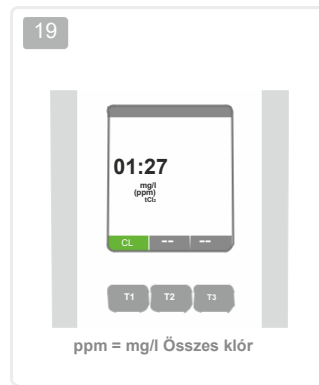 19
01:27
mg/l
(ppm)
tCl₂
CL -- --
T1 T2 T3
ppm = mg/l Összes klór